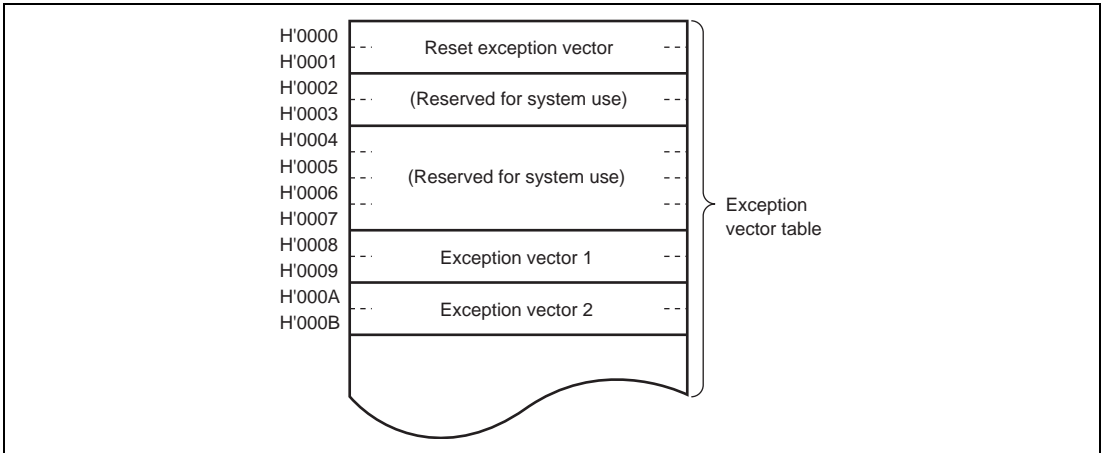 H'0000
H'0001
Reset exception vector
H'0002
H'0003
(Reserved for system use)
H'0004
H'0005
H'0006
H'0007
(Reserved for system use)
H'0008
H'0009
Exception vector 1
H'000A
H'000B
Exception vector 2
Exception
vector table